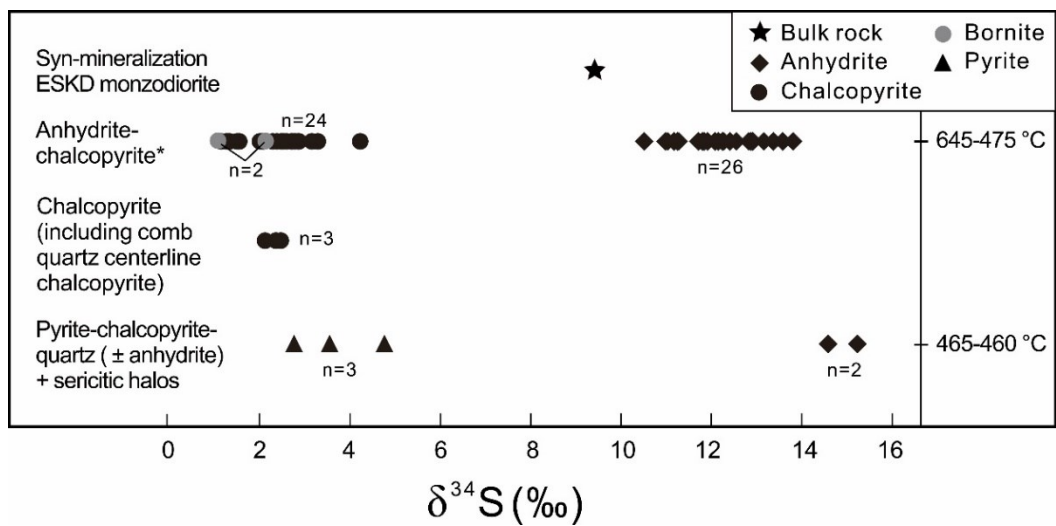 Bulk rock
Bornite
Anhydrite
Pyrite
Chalcopyrite
Syn-mineralization
ESKD monzodiorite
Anhydrite-
chalcopyrite*
n=24
n=2
n=26
645-475 °C
Chalcopyrite
(including comb
quartz centerline
chalcopyrite)
n=3
Pyrite-chalcopyrite-
quartz ( ± anhydrite)
+ sericitic halos
n=3
n=2
465-460 °C
0 2 4 6 8 10 12 14 16
δ³⁴S (‰)